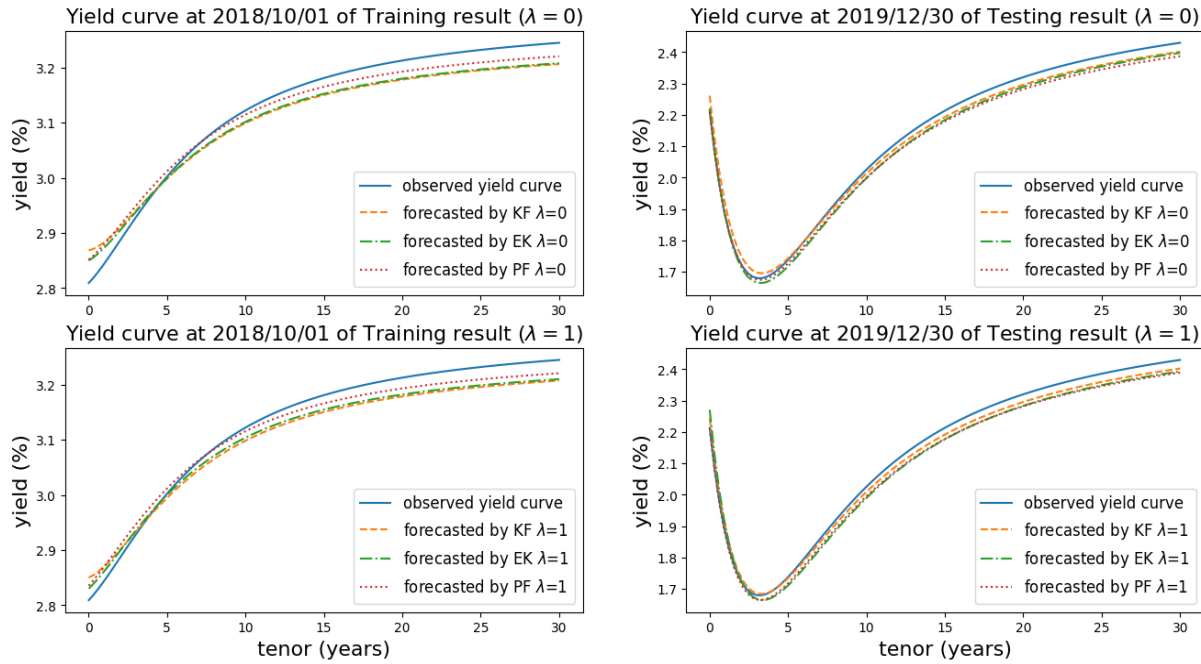 Yield curve at 2018/10/01 of Training result (λ = 0)
yield (%)
3.2
3.1
3.0
2.9
2.8
0 5 10 15 20 25 30
observed yield curve
forecasted by KF λ=0
forecasted by EK λ=0
forecasted by PF λ=0
Yield curve at 2019/12/30 of Testing result (λ = 0)
yield (%)
2.4
2.3
2.2
2.1
2.0
1.9
1.8
1.7
0 5 10 15 20 25 30
observed yield curve
forecasted by KF λ=0
forecasted by EK λ=0
forecasted by PF λ=0
Yield curve at 2018/10/01 of Training result (λ = 1)
yield (%)
3.2
3.1
3.0
2.9
2.8
0 5 10 15 20 25 30
tenor (years)
observed yield curve
forecasted by KF λ=1
forecasted by EK λ=1
forecasted by PF λ=1
Yield curve at 2019/12/30 of Testing result (λ = 1)
yield (%)
2.4
2.3
2.2
2.1
2.0
1.9
1.8
1.7
0 5 10 15 20 25 30
tenor (years)
observed yield curve
forecasted by KF λ=1
forecasted by EK λ=1
forecasted by PF λ=1